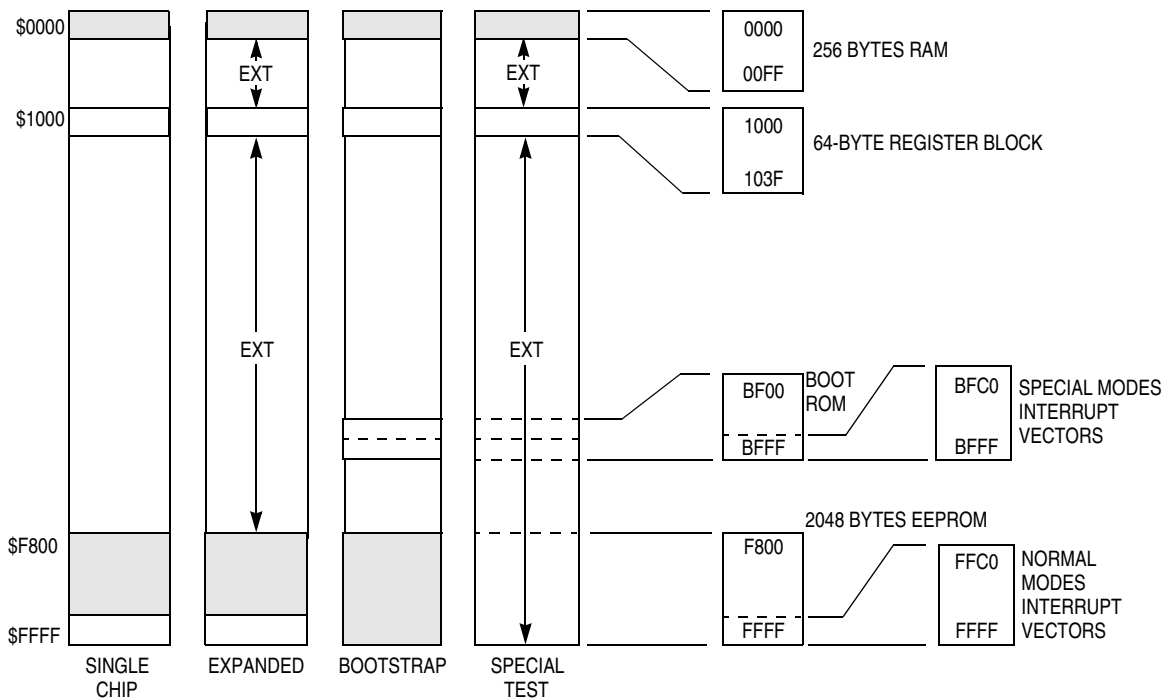 $0000
EXT
EXT
0000
00FF
256 BYTES RAM
$1000
1000
103F
64-BYTE REGISTER BLOCK
EXT
EXT
BF00
BFFF
BOOT
ROM
BFC0
BFFF
SPECIAL MODES
INTERRUPT
VECTORS
2048 BYTES EEPROM
$F800
F800
FFFF
FFC0
FFFF
NORMAL
MODES
INTERRUPT
VECTORS
$FFFF
SINGLE
CHIP
EXPANDED
BOOTSTRAP
SPECIAL
TEST